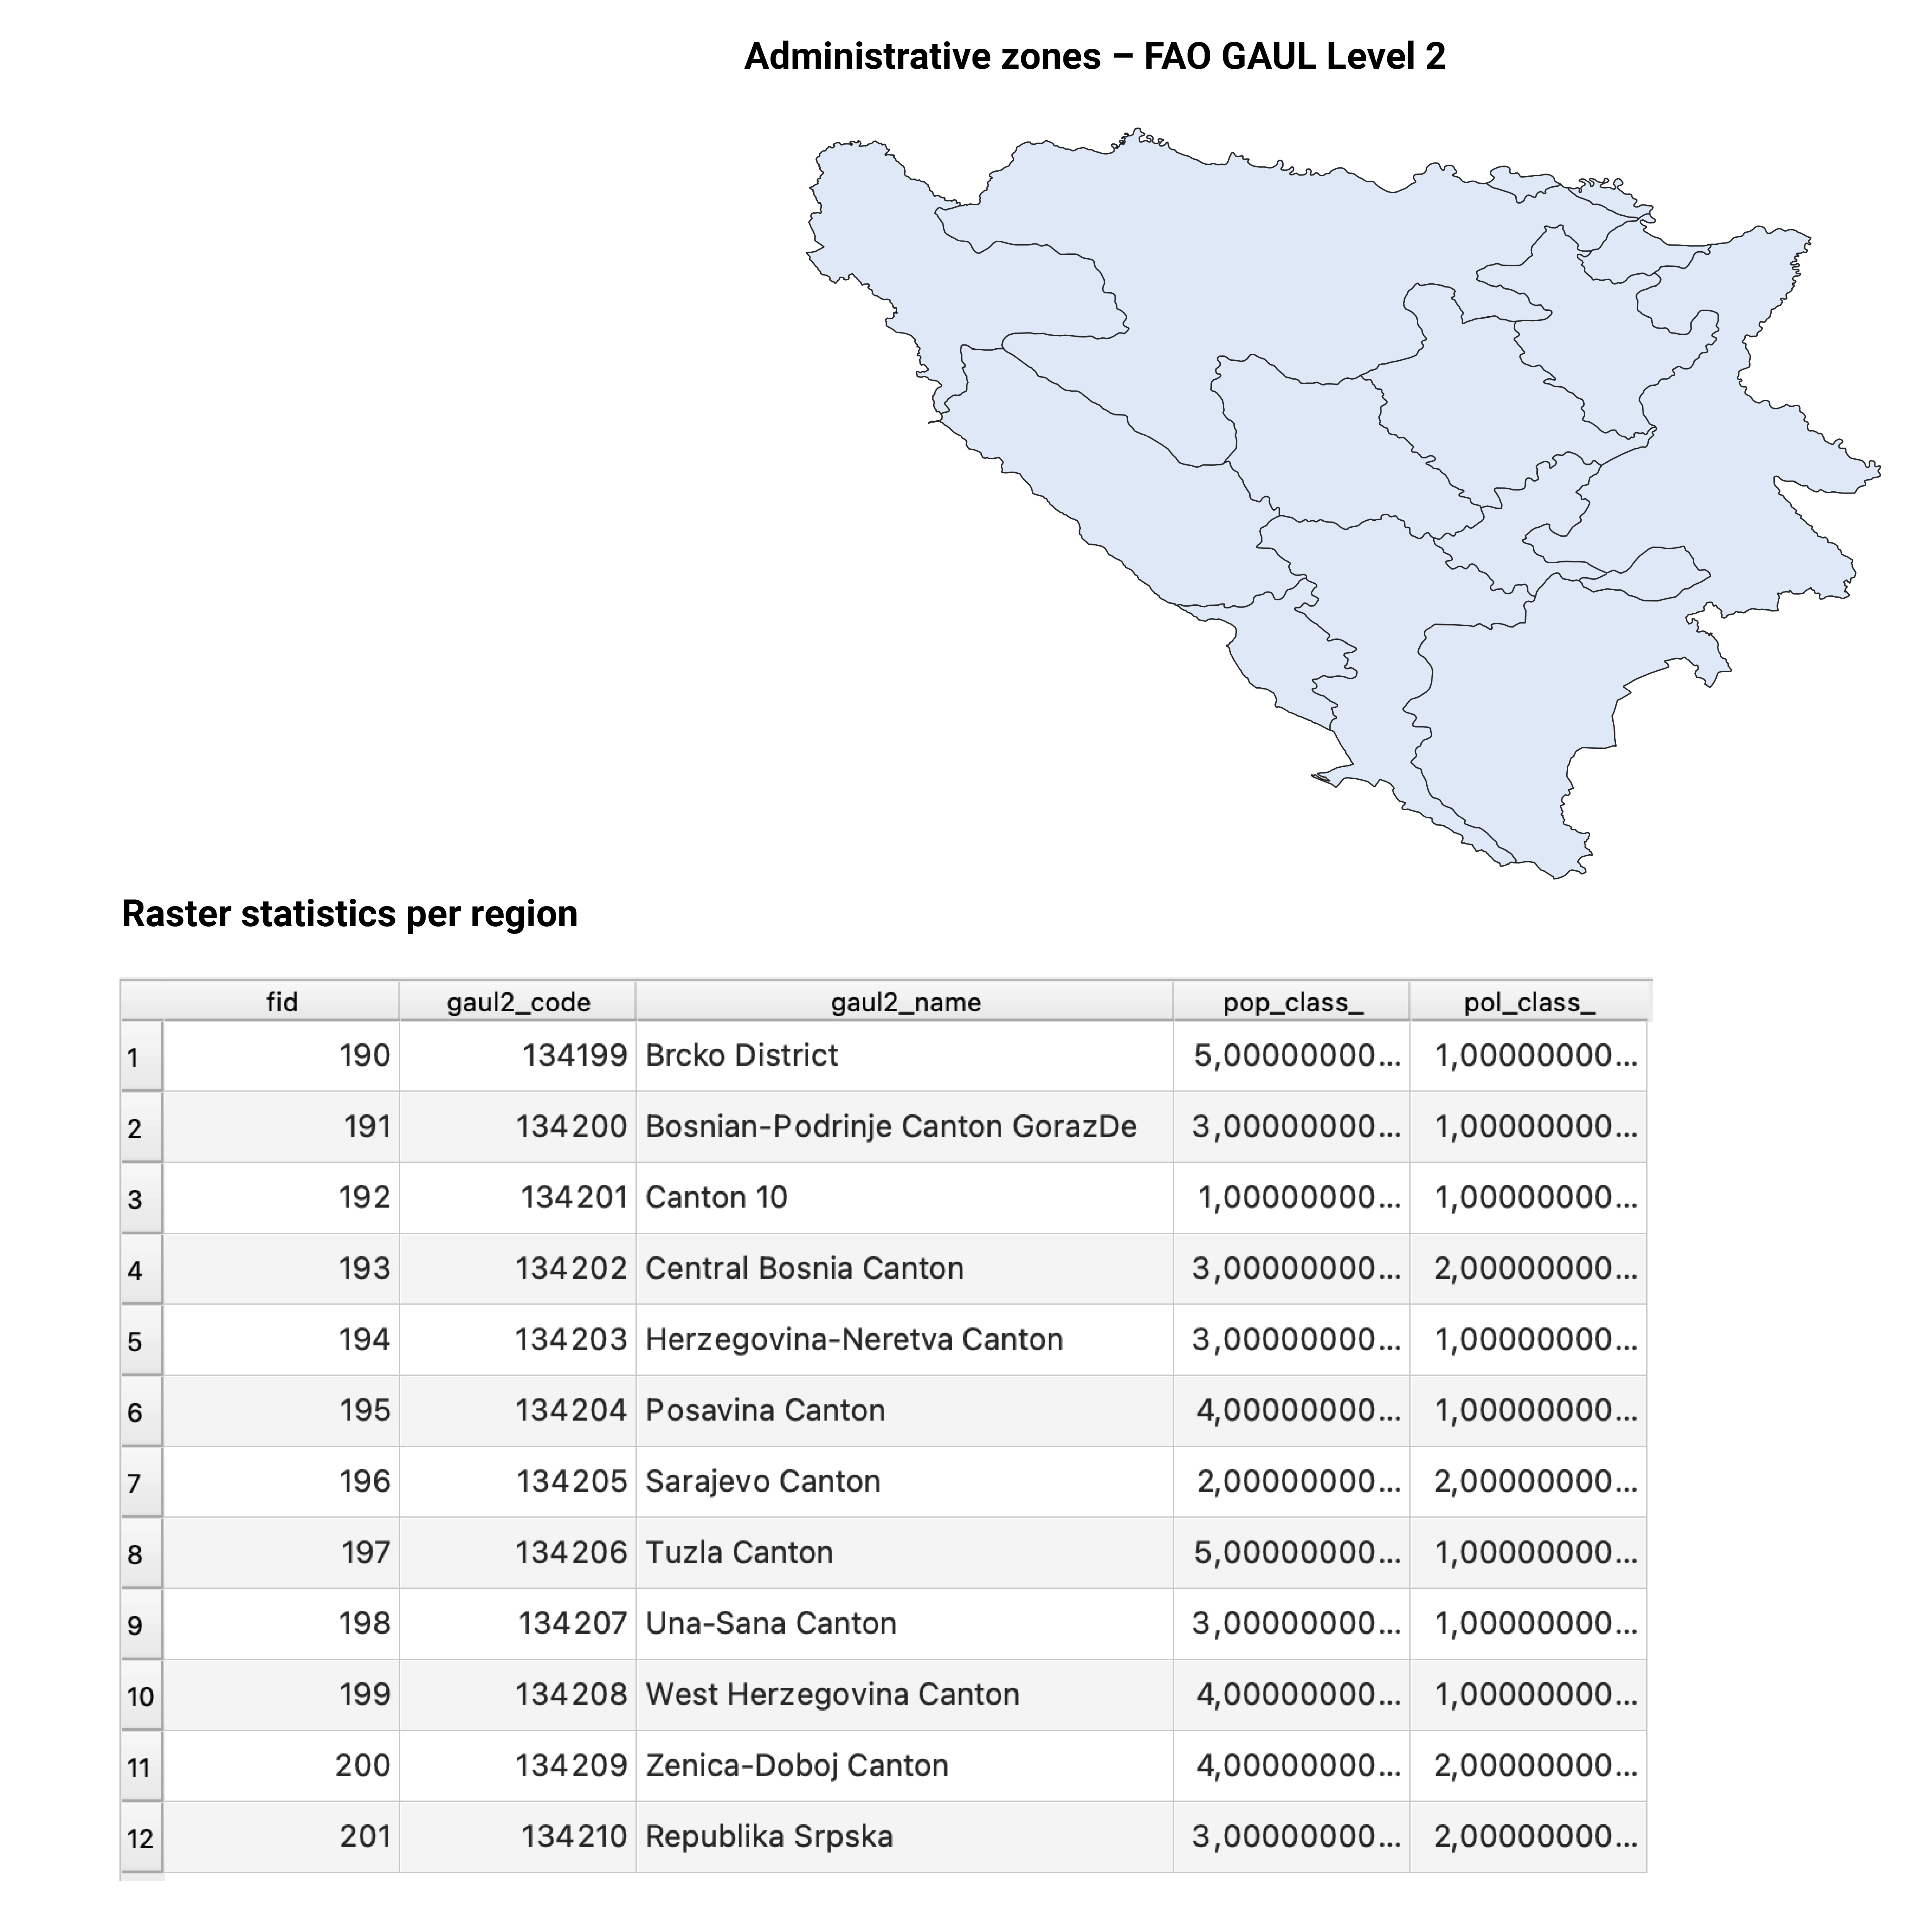 Administrative zones – FAO GAUL Level 2
Raster statistics per region
fid gaul2_code gaul2_name pop_class_ pol_class_
1 190 134199 Brcko District 5,00000000... 1,00000000...
2 191 134200 Bosnian-Podrinje Canton GorazDe 3,00000000... 1,00000000...
3 192 134201 Canton 10 1,00000000... 1,00000000...
4 193 134202 Central Bosnia Canton 3,00000000... 2,00000000...
5 194 134203 Herzegovina-Neretva Canton 3,00000000... 1,00000000...
6 195 134204 Posavina Canton 4,00000000... 1,00000000...
7 196 134205 Sarajevo Canton 2,00000000... 2,00000000...
8 197 134206 Tuzla Canton 5,00000000... 1,00000000...
9 198 134207 Una-Sana Canton 3,00000000... 1,00000000...
10 199 134208 West Herzegovina Canton 4,00000000... 1,00000000...
11 200 134209 Zenica-Doboj Canton 4,00000000... 2,00000000...
12 201 134210 Republika Srpska 3,00000000... 2,00000000...